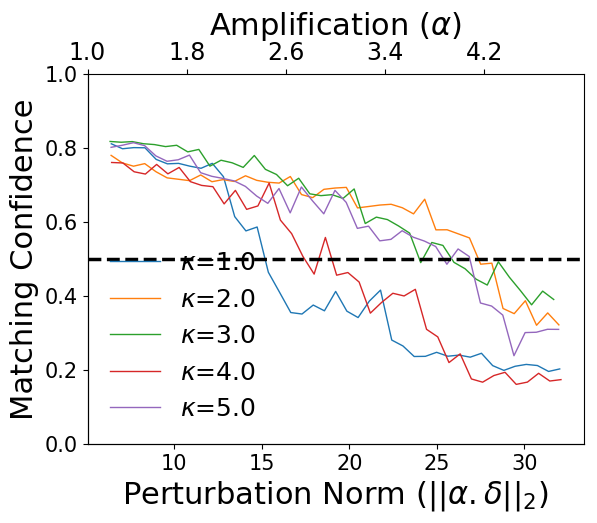 Amplification (α)
1.0 1.8 2.6 3.4 4.2
Matching Confidence
1.0
0.8
0.6
0.4
0.2
0.0
κ=1.0
κ=2.0
κ=3.0
κ=4.0
κ=5.0
10 15 20 25 30
Perturbation Norm (||α.δ||₂)